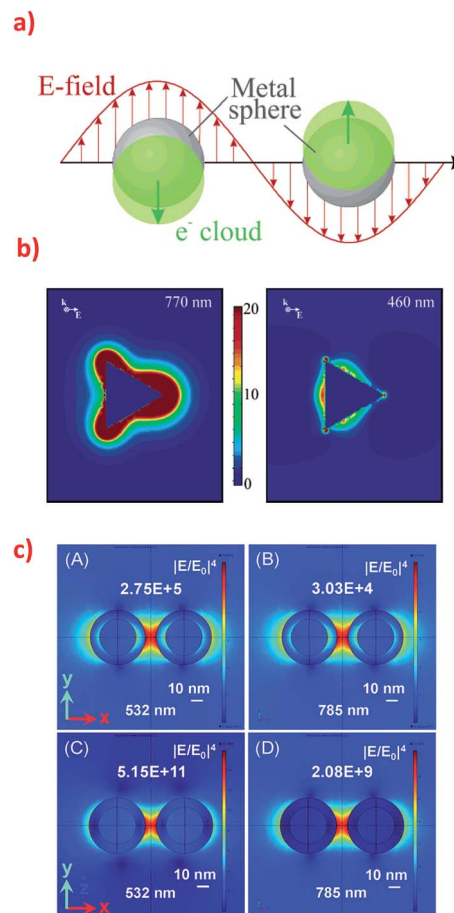 a)
E-field
Metal
sphere
e⁻ cloud
b)
k
E
770 nm
20
10
0
k
E
460 nm
c)
(A)
|E/E₀|⁴
2.75E+5
y
x
10 nm
532 nm
(B)
|E/E₀|⁴
3.03E+4
10 nm
785 nm
(C)
|E/E₀|⁴
5.15E+11
y
z
x
10 nm
532 nm
(D)
|E/E₀|⁴
2.08E+9
10 nm
785 nm